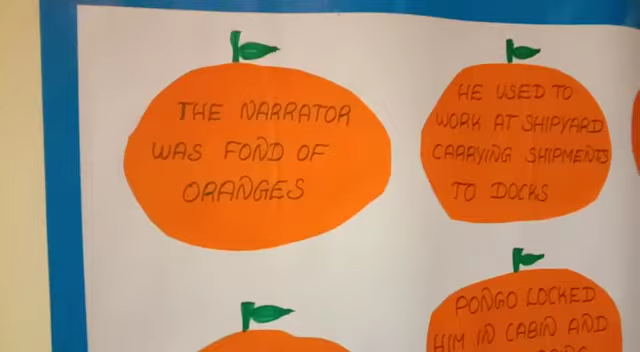 THE NARRATOR
WAS FOND OF
ORANGES
HE USED TO
WORK AT SHIPYARD
CARRYING SHIPMENTS
TO DOCKS
PONGO LOCKED
HIM IN CABIN AND